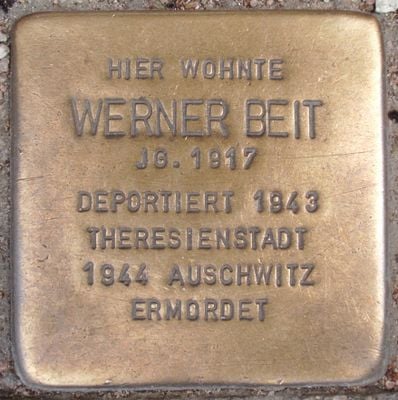 HIER WOHNTE
WERNER BEIT
JG. 1917
DEPORTIERT 1943
THERESIENSTADT
1944 AUSCHWITZ
ERMORDET